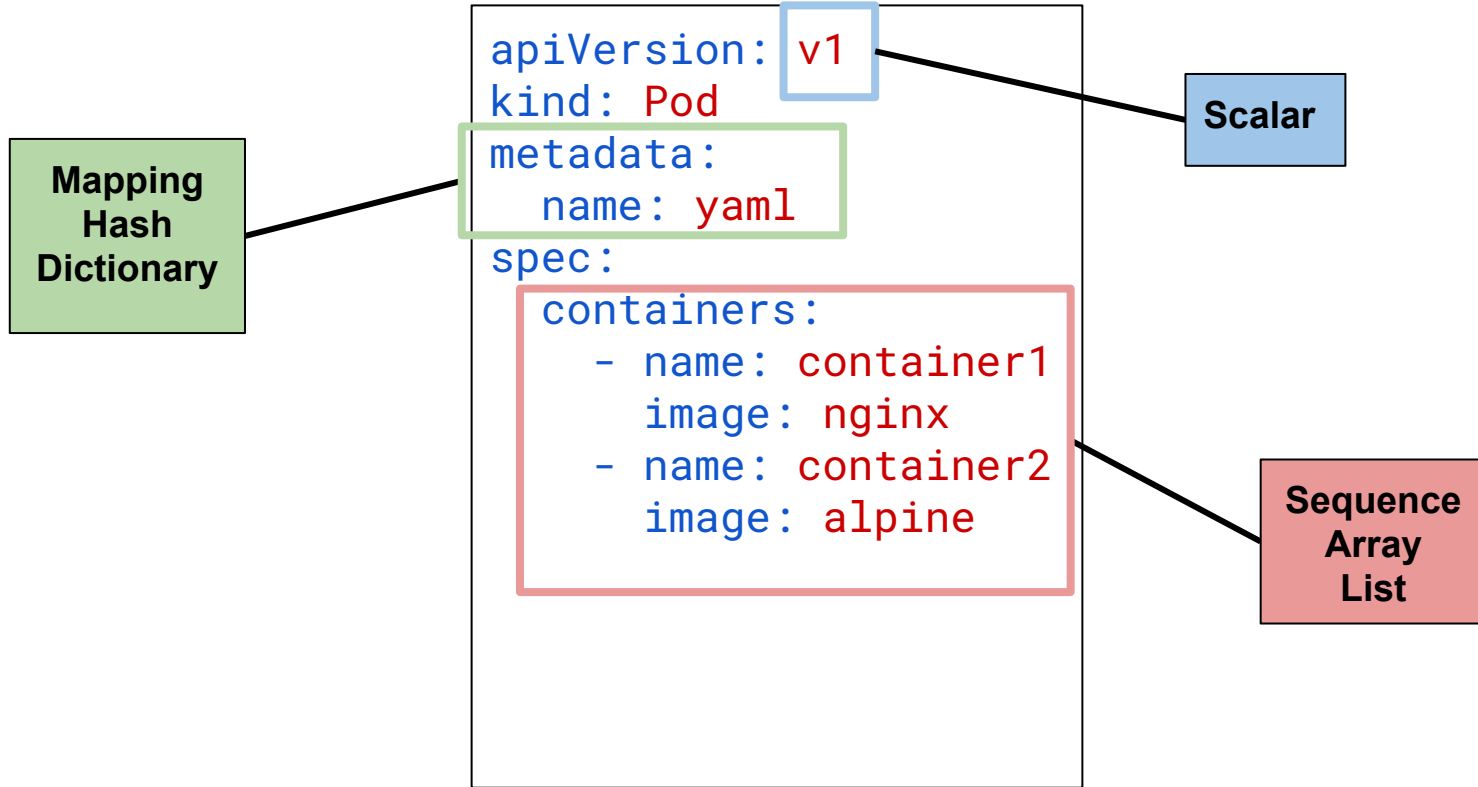 apiVersion: v1
kind: Pod
metadata:
  name: yaml
spec:
  containers:
    - name: container1
      image: nginx
    - name: container2
      image: alpine
Mapping
Hash
Dictionary
Scalar
Sequence
Array
List